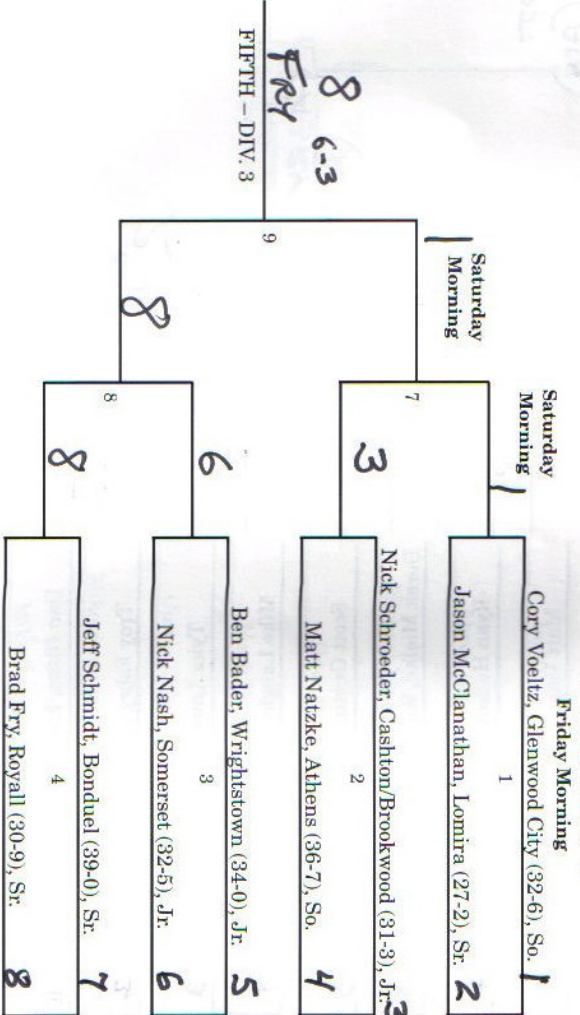 Friday Morning
Saturday
Morning
Saturday
Morning
Cory Voeltz, Glenwood City (32-6), So. 1
1
1
Jason McClanathan, Lomira (27-2), Sr. 2
1
7
Nick Schroeder, Cashton/Brookwood (31-3), Jr. 3
3
2
Matt Natzke, Athens (36-7), So. 4
8 6-3
FRY
9
FIFTH – DIV. 3
Ben Bader, Wrightstown (34-0), Jr. 5
6
3
Nick Nash, Somerset (32-5), Jr. 6
8
8
Jeff Schmidt, Bonduel (39-0), Sr. 7
8
4
Brad Fry, Royall (30-9), Sr. 8